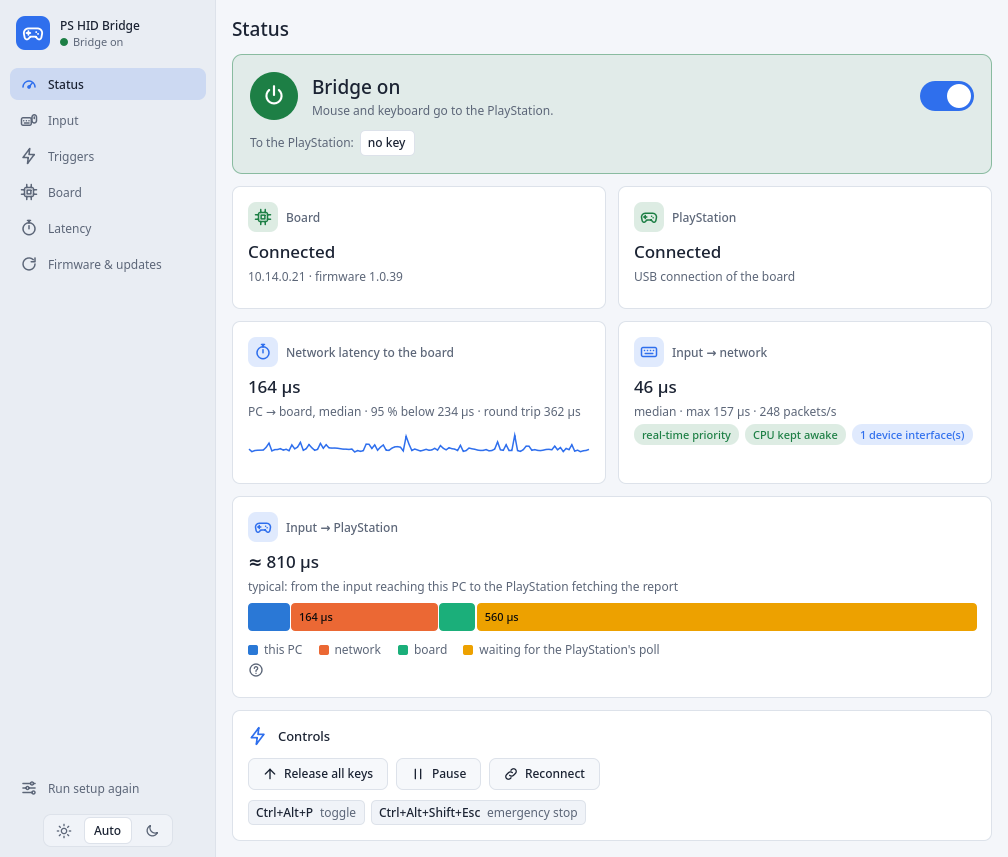 PS HID Bridge
Bridge on
Status
Input
Triggers
Board
Latency
Firmware & updates
Run setup again
Auto
Status
Bridge on
Mouse and keyboard go to the PlayStation.
To the PlayStation: no key
Board
Connected
10.14.0.21 · firmware 1.0.39
PlayStation
Connected
USB connection of the board
Network latency to the board
164 µs
PC → board, median · 95 % below 234 µs · round trip 362 µs
Input → network
46 µs
median · max 157 µs · 248 packets/s
real-time priority CPU kept awake 1 device interface(s)
Input → PlayStation
≈ 810 µs
typical: from the input reaching this PC to the PlayStation fetching the report
164 µs 560 µs
this PC network board waiting for the PlayStation's poll
Controls
Release all keys Pause Reconnect
Ctrl+Alt+P toggle Ctrl+Alt+Shift+Esc emergency stop